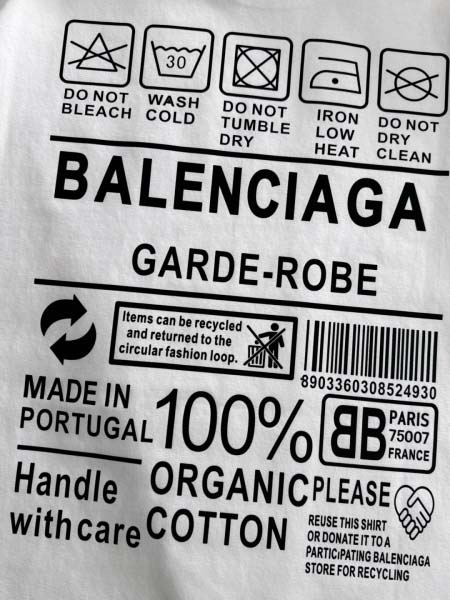 30
DO NOT
BLEACH
WASH
COLD
DO NOT
TUMBLE
DRY
IRON
LOW
HEAT
DO NOT
DRY
CLEAN
BALENCIAGA
GARDE-ROBE
Items can be recycled
and returned to the
circular fashion loop.
8903360308524930
MADE IN
PORTUGAL
100%
ORGANIC
COTTON
BB
PARIS
75007
FRANCE
Handle
with care
PLEASE
REUSE THIS SHIRT
OR DONATE IT TO A
PARTICIPATING BALENCIAGA
STORE FOR RECYCLING